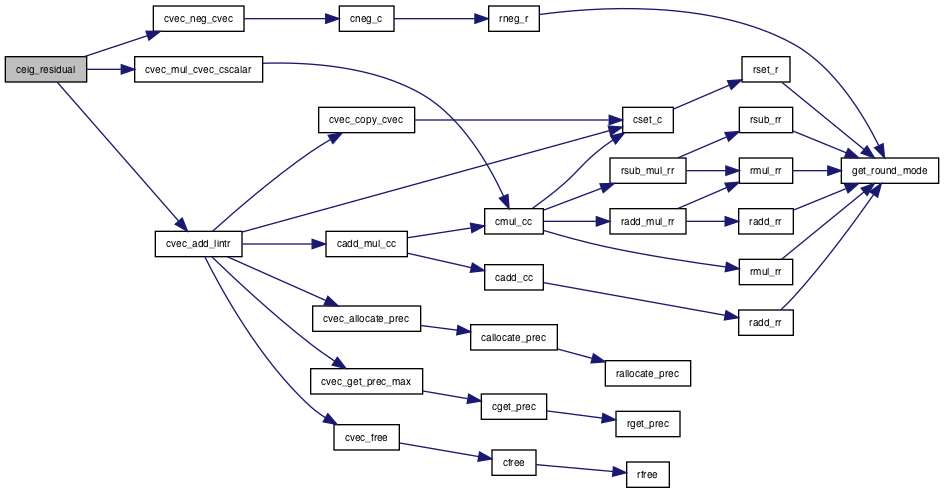 cvec_neg_cvec
cneg_c
rneg_r
ceig_residual
cvec_mul_cvec_cscalar
rset_r
cvec_copy_cvec
cset_c
rsub_rr
rsub_mul_rr
rmul_rr
get_round_mode
cmul_cc
radd_mul_rr
radd_rr
cvec_add_lintr
cadd_mul_cc
cadd_cc
rmul_rr
cvec_allocate_prec
radd_rr
callocate_prec
rallocate_prec
cvec_get_prec_max
cget_prec
rget_prec
cvec_free
cfree
rfree